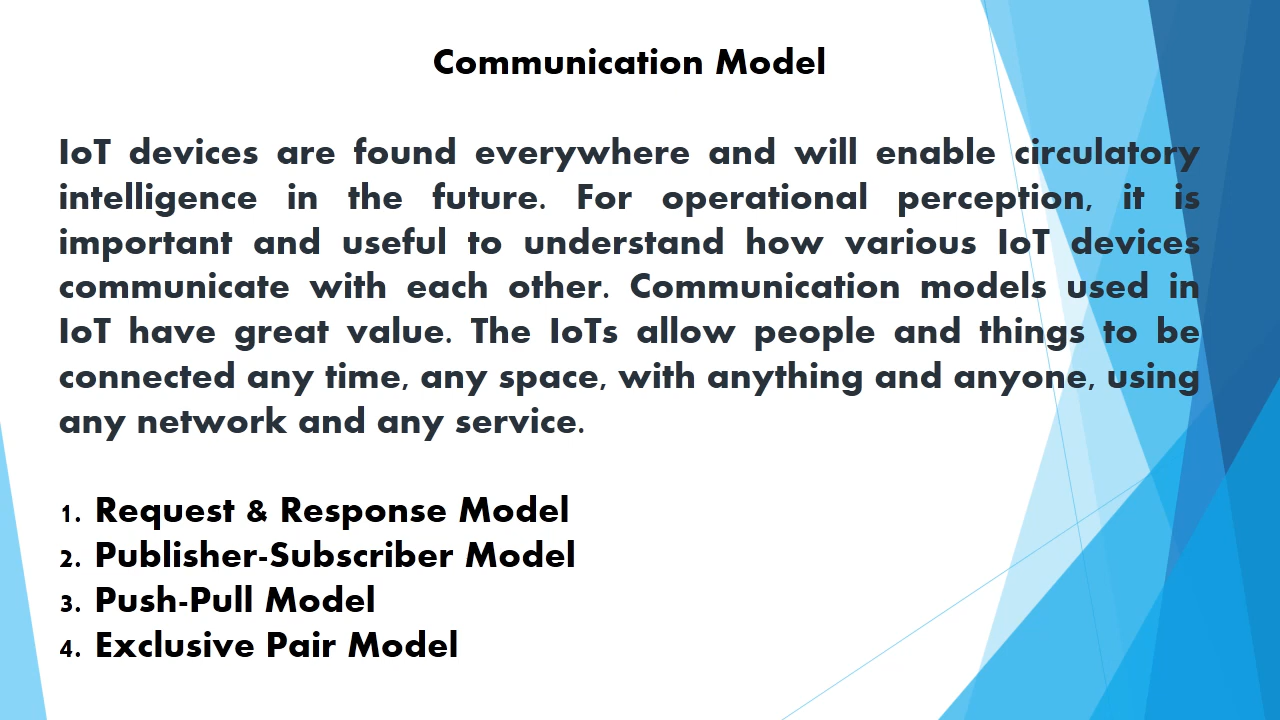 Communication Model
IoT devices are found everywhere and will enable circulatory
intelligence in the future. For operational perception, it is
important and useful to understand how various IoT devices
communicate with each other. Communication models used in
IoT have great value. The IoTs allow people and things to be
connected any time, any space, with anything and anyone, using
any network and any service.
1. Request & Response Model
2. Publisher-Subscriber Model
3. Push-Pull Model
4. Exclusive Pair Model